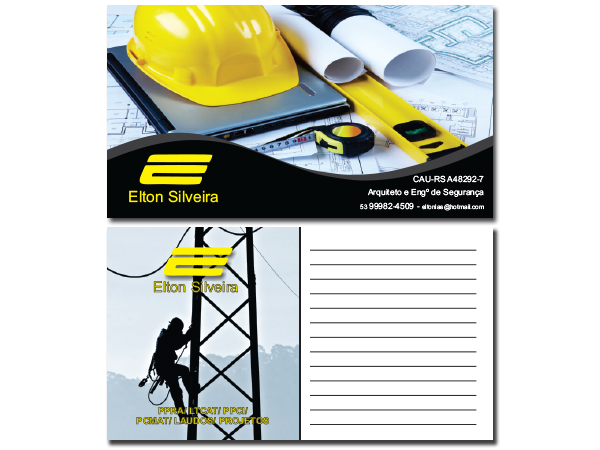 Elton Silveira
CAU-RS A48292-7
Arquiteto e Engº de Segurança
53 99982-4509 - eltonlas@hotmail.com
Elton Silveira
PPRA/ LTCAT/ PPCI/
PCMAT/ LAUDOS/ PROJETOS